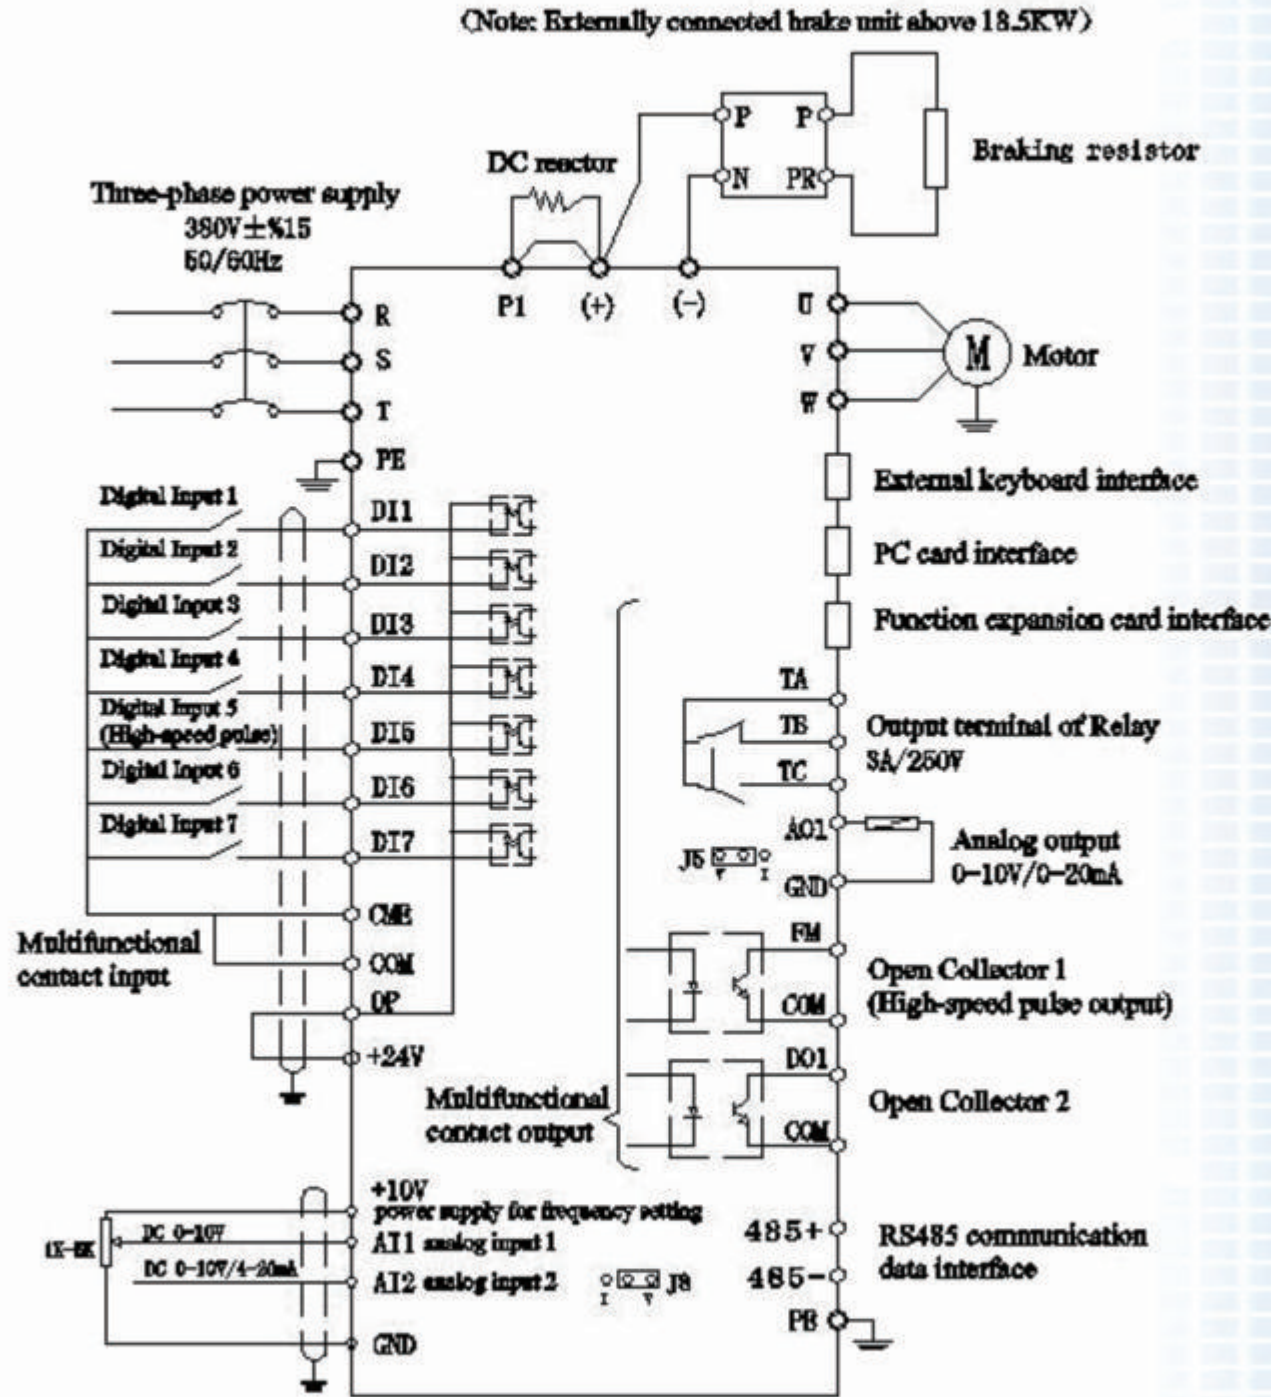 (Note: Externally connected brake unit above 18.5KW)
P P
N PR
Braking resistor
DC reactor
Three-phase power supply
380V±%15
50/60Hz
P1 (+) (-)
R
S
T
PE
U
V
W
M
Motor
External keyboard interface
PC card interface
Function expansion card interface
Digital Input 1
DI1
Digital Input 2
DI2
Digital Input 3
DI3
Digital Input 4
DI4
Digital Input 5
(High-speed pulse)
DI5
Digital Input 6
DI6
Digital Input 7
DI7
CME
COM
OP
+24V
Multifunctional
contact input
TA
TB
TC
Output terminal of Relay
3A/250V
AO1
J5
V I
GND
Analog output
0-10V/0-20mA
FM
COM
Open Collector 1
(High-speed pulse output)
DO1
COM
Open Collector 2
Multifunctional
contact output
+10V
power supply for frequency setting
DC 0-10V
AI1 analog input 1
1K-5K
DC 0-10V/4-20mA
AI2 analog input 2
J8
I V
GND
485+
485-
RS485 communication
data interface
PE